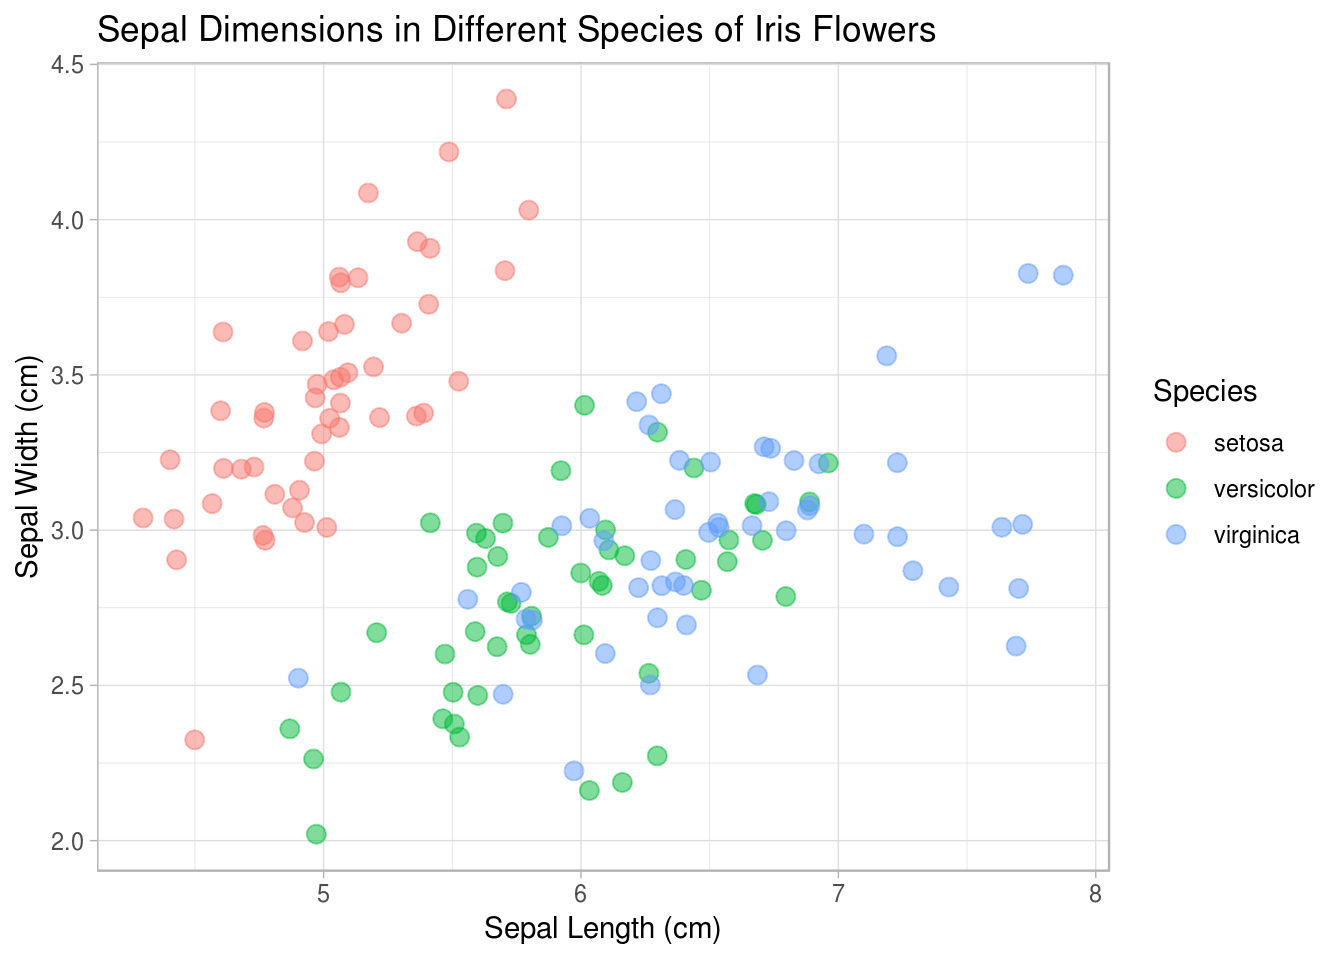 Sepal Dimensions in Different Species of Iris Flowers
4.5
4.0
3.5
3.0
2.5
2.0
Sepal Width (cm)
5 6 7 8
Sepal Length (cm)
Species
setosa
versicolor
virginica